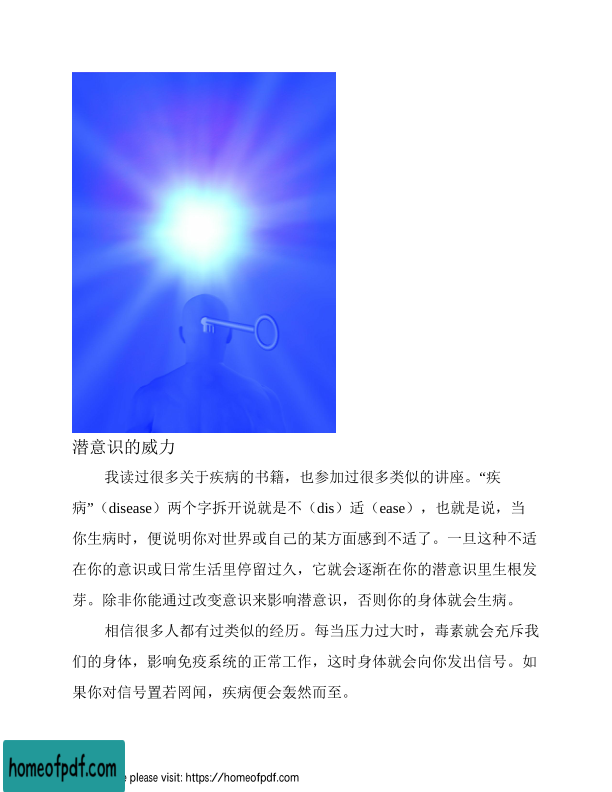 潜意识的威力
我读过很多关于疾病的书籍，也参加过很多类似的讲座。“疾
病”（disease）两个字拆开说就是不（dis）适（ease），也就是说，当
你生病时，便说明你对世界或自己的某方面感到不适了。一旦这种不适
在你的意识或日常生活里停留过久，它就会逐渐在你的潜意识里生根发
芽。除非你能通过改变意识来影响潜意识，否则你的身体就会生病。
相信很多人都有过类似的经历。每当压力过大时，毒素就会充斥我
们的身体，影响免疫系统的正常工作，这时身体就会向你发出信号。如
果你对信号置若罔闻，疾病便会轰然而至。
homeofpdf.com
please visit: https://homeofpdf.com